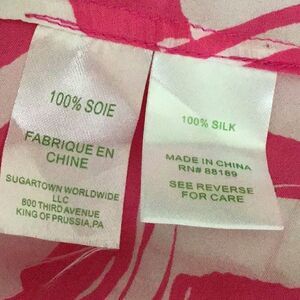 100% SOIE
FABRIQUE EN
CHINE
SUGARTOWN WORLDWIDE
LLC
800 THIRD AVENUE
KING OF PRUSSIA,PA
100% SILK
MADE IN CHINA
RN# 88189
SEE REVERSE
FOR CARE